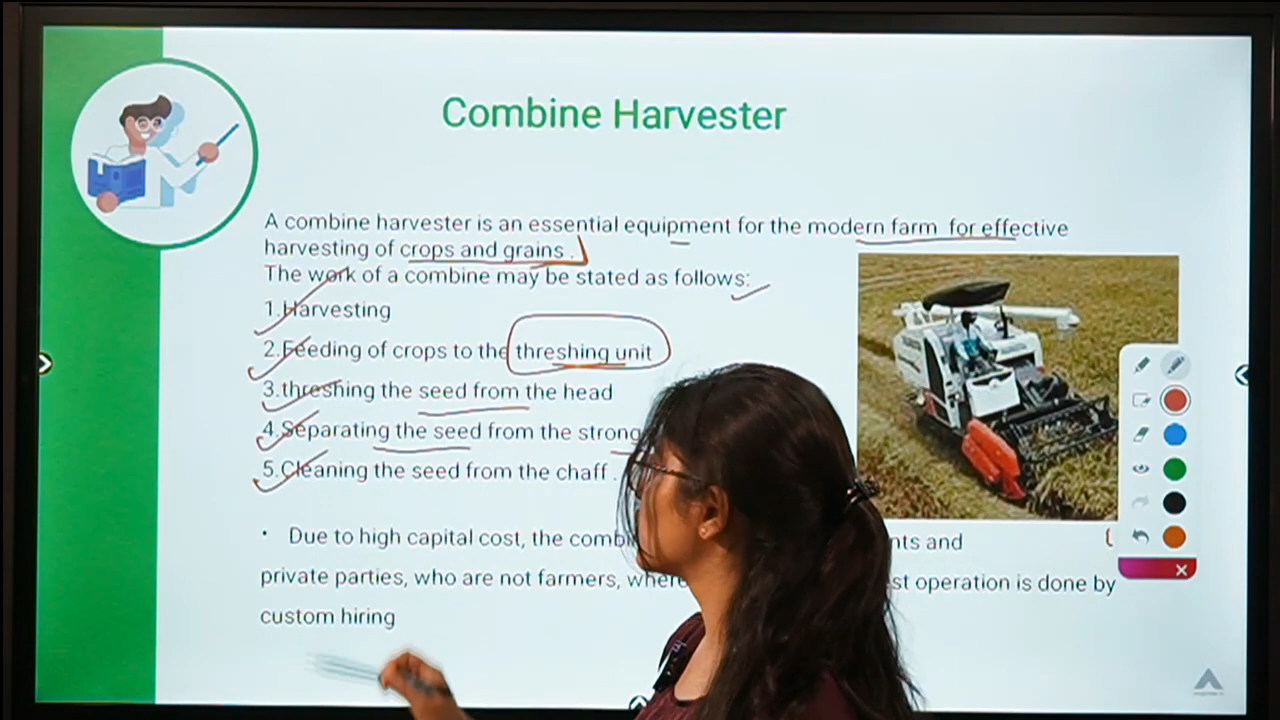 Combine Harvester
A combine harvester is an essential equipment for the modern farm for effective
harvesting of crops and grains .
The work of a combine may be stated as follows:
1.Harvesting
2.Feeding of crops to the threshing unit
3.threshing the seed from the head
4.Separating the seed from the strong
5.Cleaning the seed from the chaff .
• Due to high capital cost, the and
private parties, who are not farmers, operation is done by
custom hiring